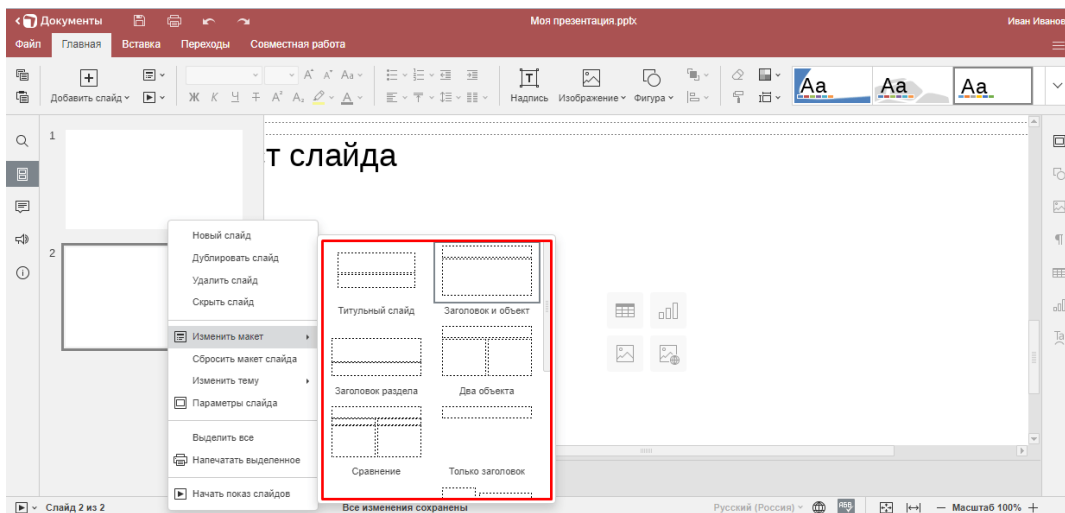 Документы
Моя презентация.pptx
Иван Иванов
Файл Главная Вставка Переходы Совместная работа
Добавить слайд
Ж К Ч
Надпись Изображение Фигура
Aa Aa Aa
1
т слайда
2
Новый слайд
Дублировать слайд
Удалить слайд
Скрыть слайд
Изменить макет
Сбросить макет слайда
Изменить тему
Параметры слайда
Выделить все
Напечатать выделенное
Начать показ слайдов
Титульный слайд Заголовок и объект
Заголовок раздела Два объекта
Сравнение Только заголовок
Слайд 2 из 2
Все изменения сохранены
Русский (Россия)
Масштаб 100%